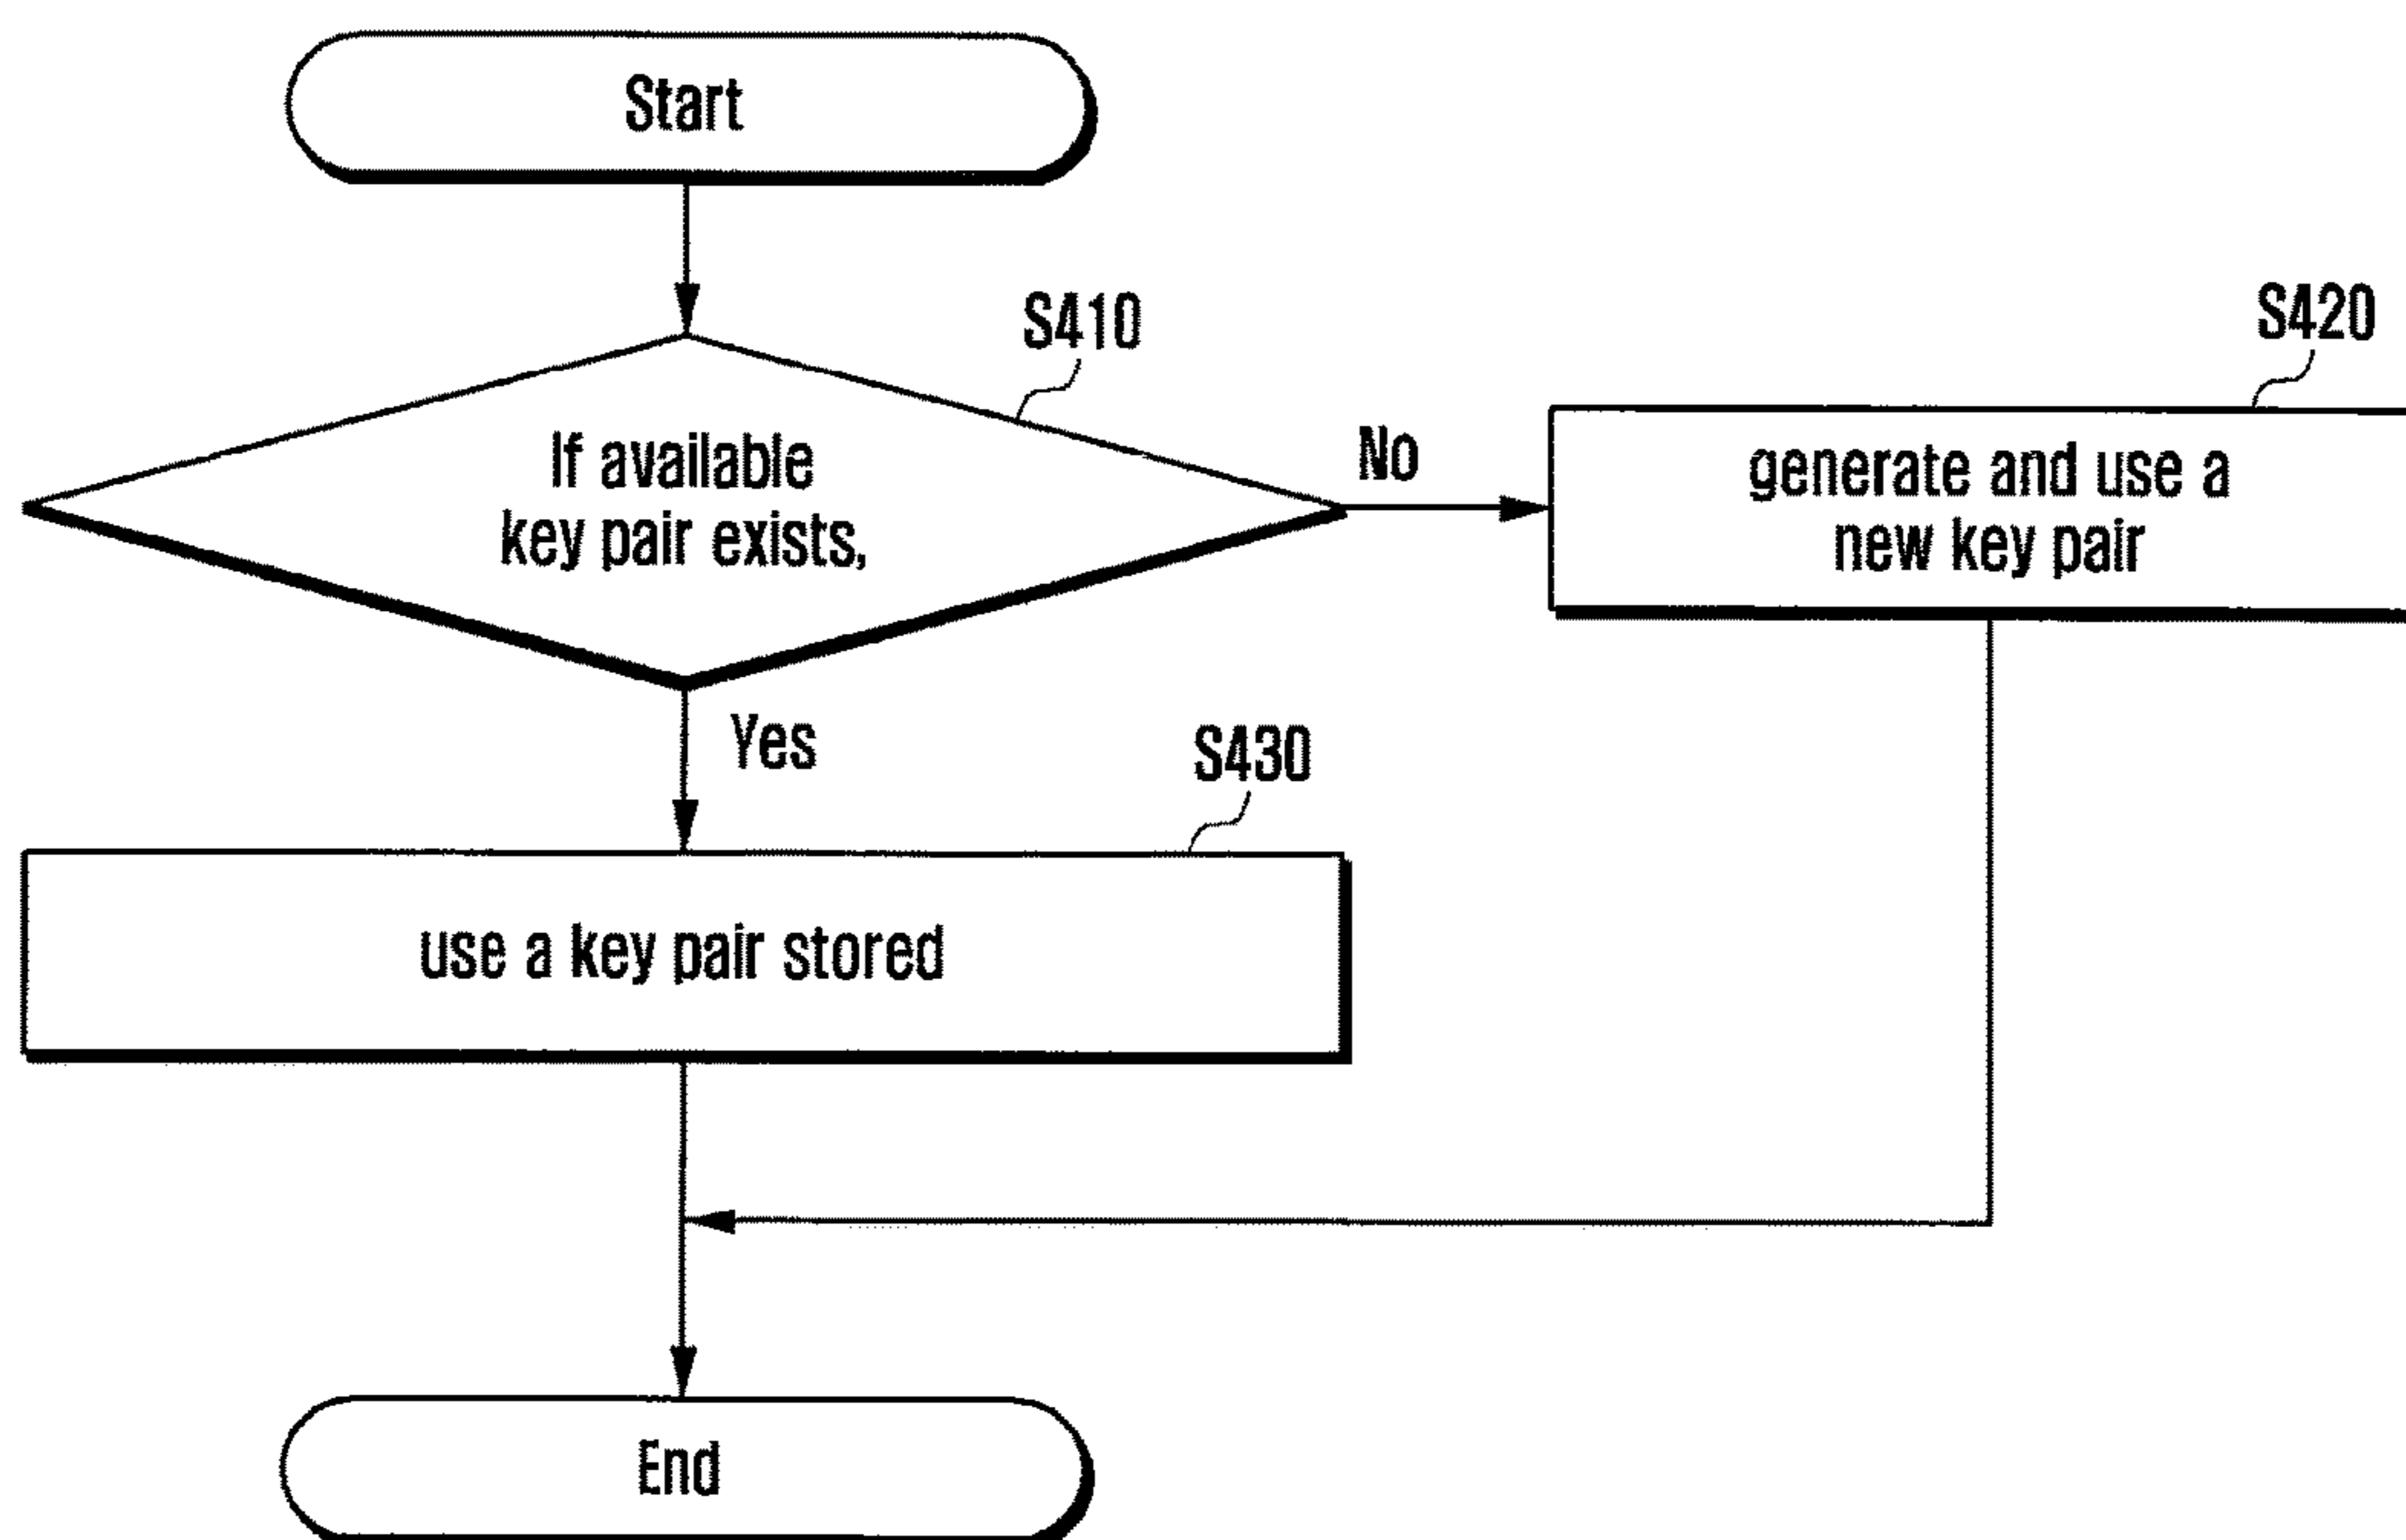 Start
S410
S420
If available
key pair exists,
No
generate and use a
new key pair
Yes
S430
use a key pair stored
End